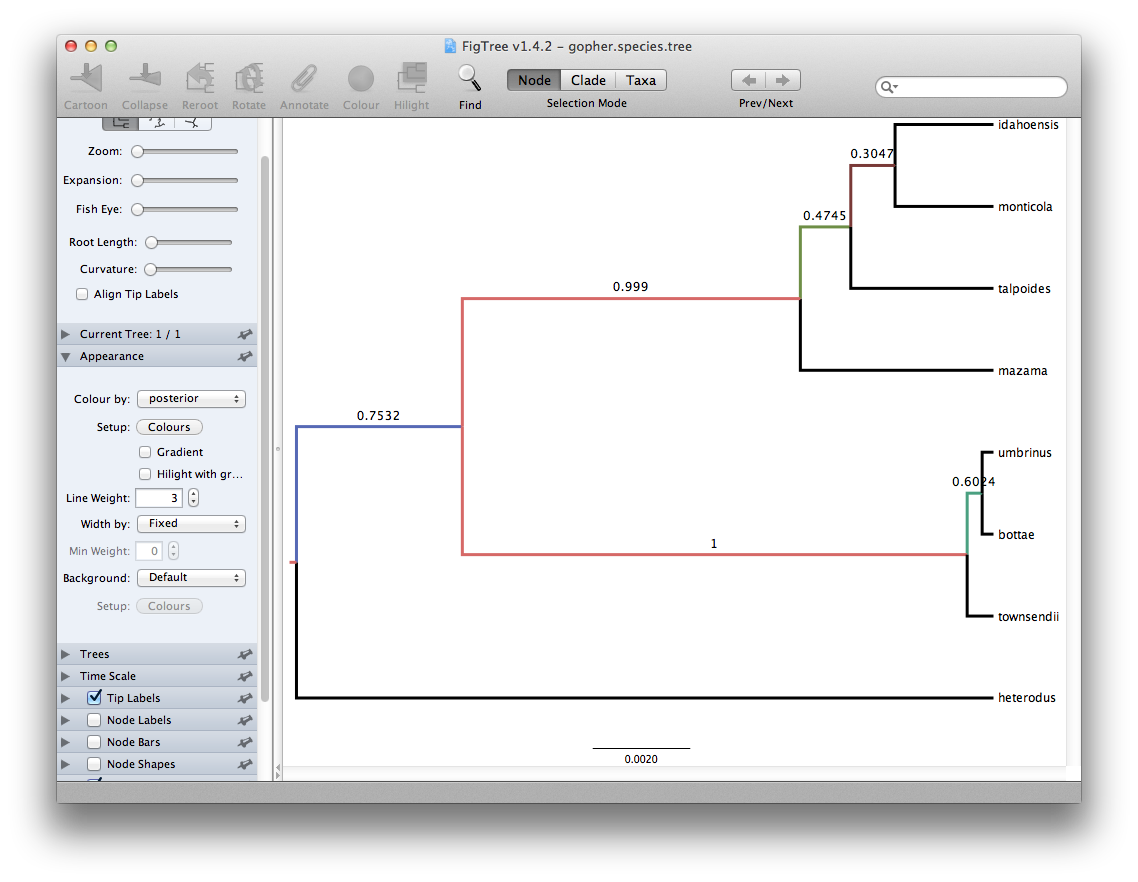 FigTree v1.4.2 – gopher.species.tree
Cartoon Collapse Reroot Rotate Annotate Colour Hilight Find Node Clade Taxa
Selection Mode
Prev/Next
Zoom:
Expansion:
Fish Eye:
Root Length:
Curvature:
Align Tip Labels
Current Tree: 1 / 1
Appearance
Colour by: posterior
Setup: Colours
Gradient
Hilight with gr...
Line Weight: 3
Width by: Fixed
Min Weight: 0
Background: Default
Setup: Colours
Trees
Time Scale
Tip Labels
Node Labels
Node Bars
Node Shapes
idahoensis
0.3047
monticola
0.4745
0.999
talpoides
mazama
0.7532
umbrinus
0.6024
bottae
1
townsendii
heterodus
0.0020